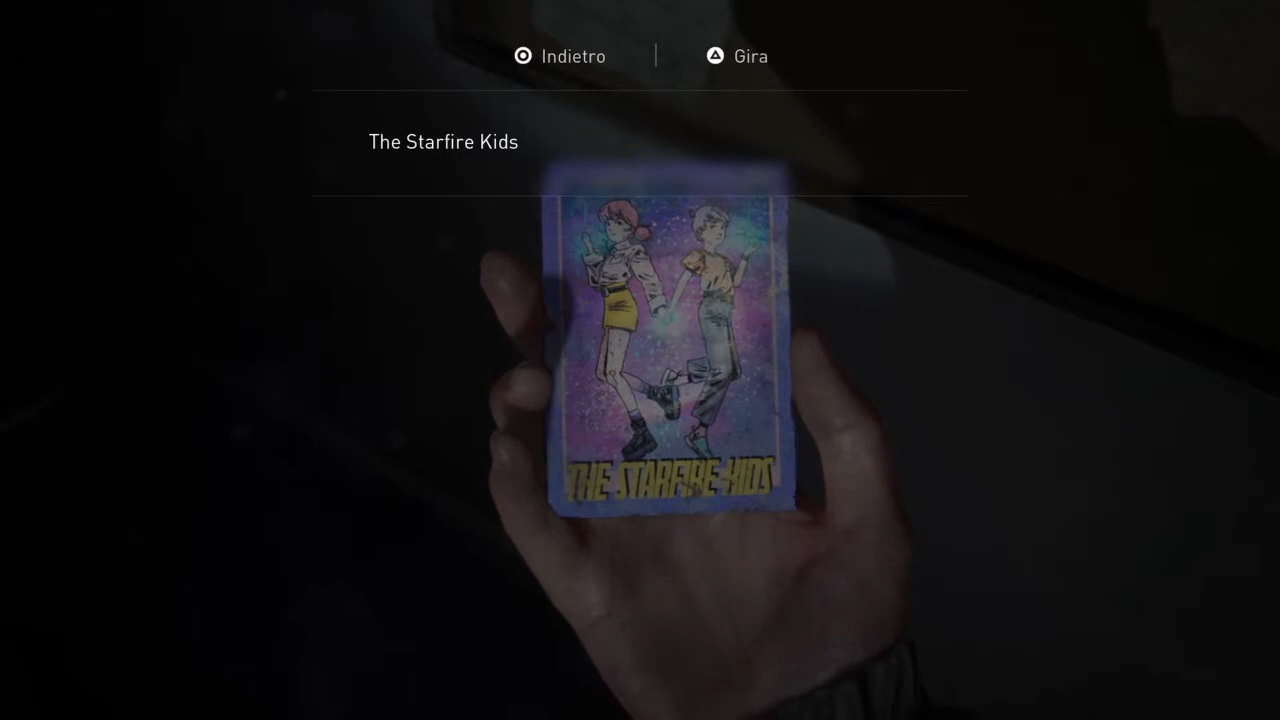 Indietro | Gira
The Starfire Kids
THE STARFIRE KIDS